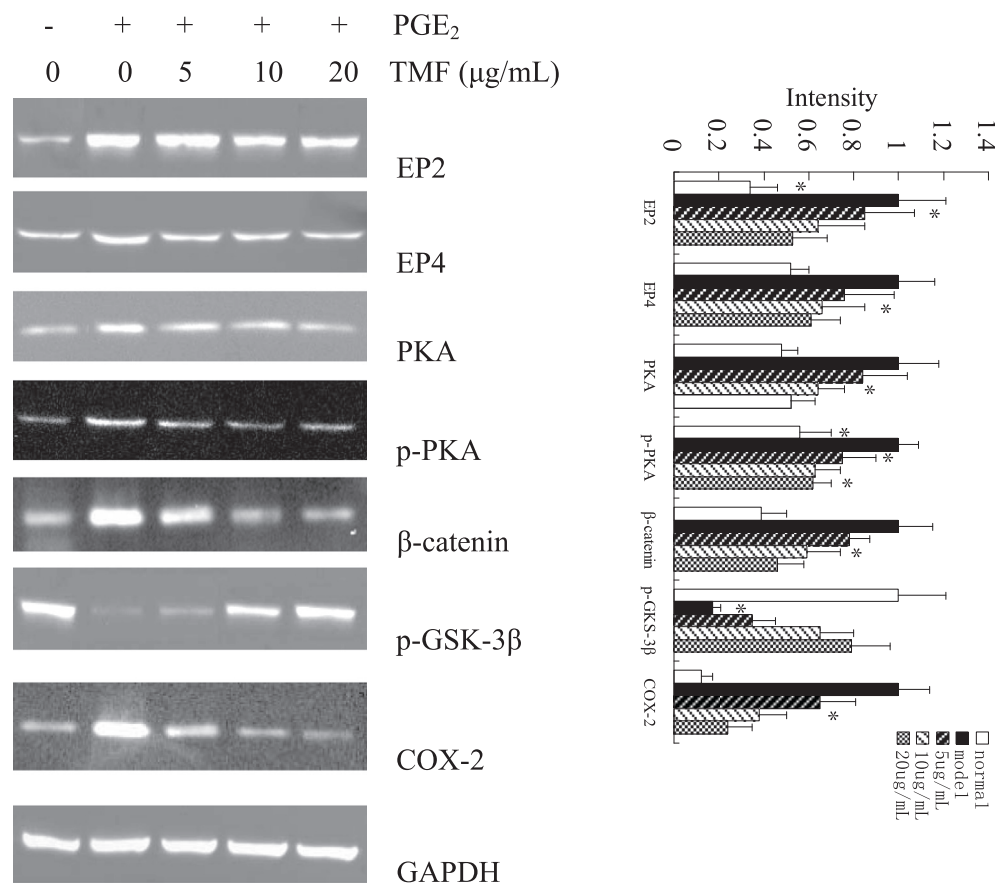 - + + + + PGE₂
0 0 5 10 20 TMF (μg/mL)
EP2
EP4
PKA
p-PKA
β-catenin
p-GSK-3β
COX-2
GAPDH
Intensity
0 0.2 0.4 0.6 0.8 1 1.2 1.4
* *
EP2
*
EP4
*
PKA
* * *
p-PKA
*
β-catenin
*
p-GKS-3β
*
COX-2
normal
model
5ug/mL
10ug/mL
20ug/mL